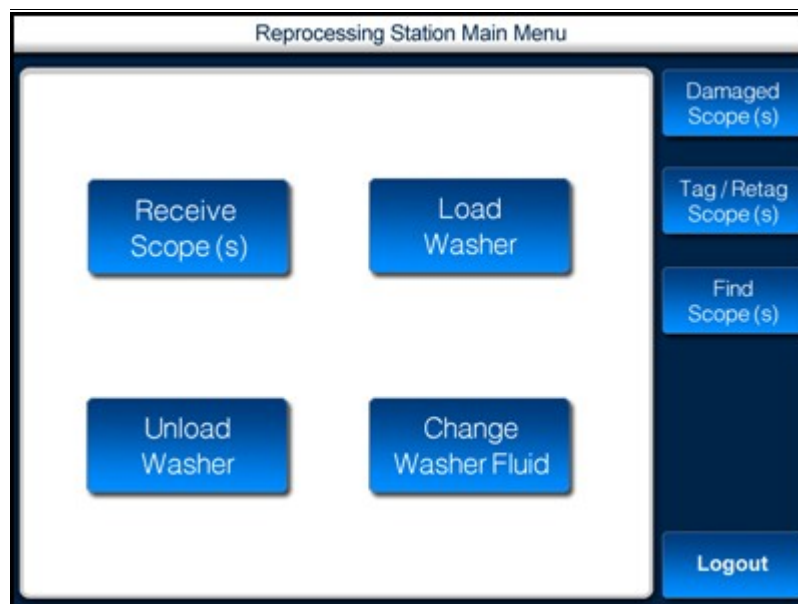 Reprocessing Station Main Menu
Receive
Scope (s)
Load
Washer
Unload
Washer
Change
Washer Fluid
Damaged
Scope (s)
Tag / Retag
Scope (s)
Find
Scope (s)
Logout